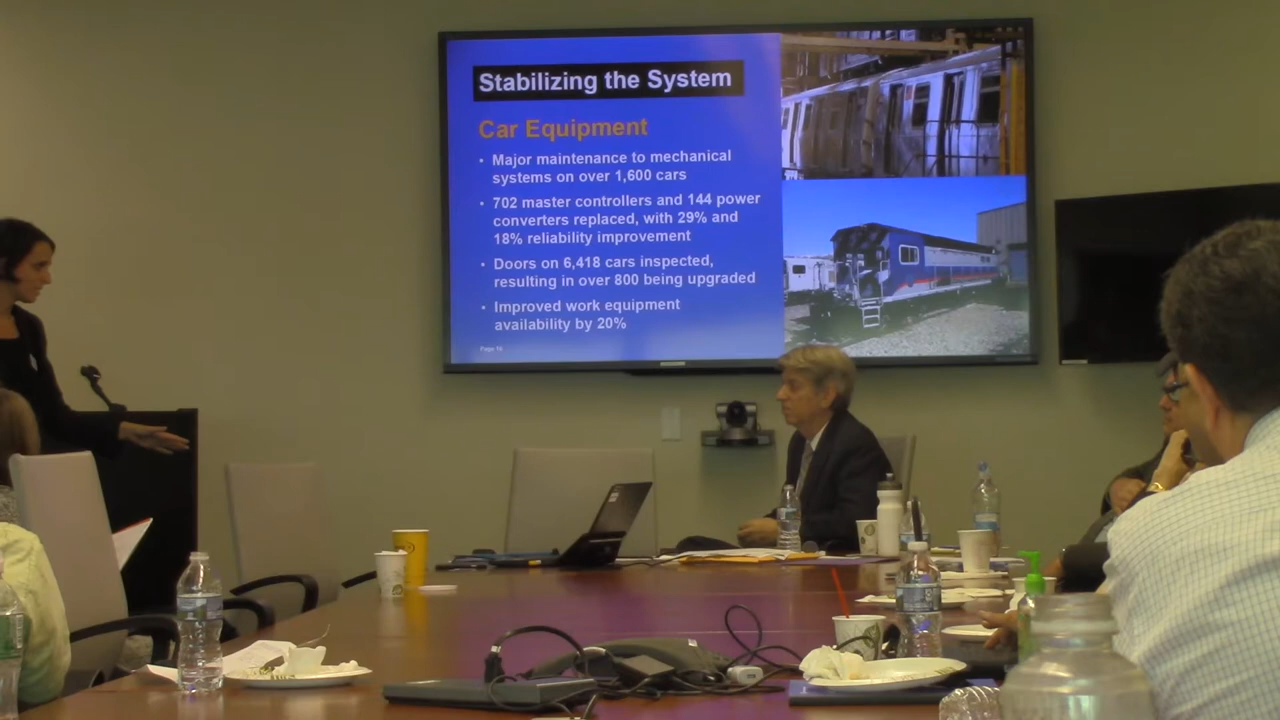 Stabilizing the System
Car Equipment
• Major maintenance to mechanical
systems on over 1,600 cars
• 702 master controllers and 144 power
converters replaced, with 29% and
18% reliability improvement
• Doors on 6,418 cars inspected,
resulting in over 800 being upgraded
• Improved work equipment
availability by 20%